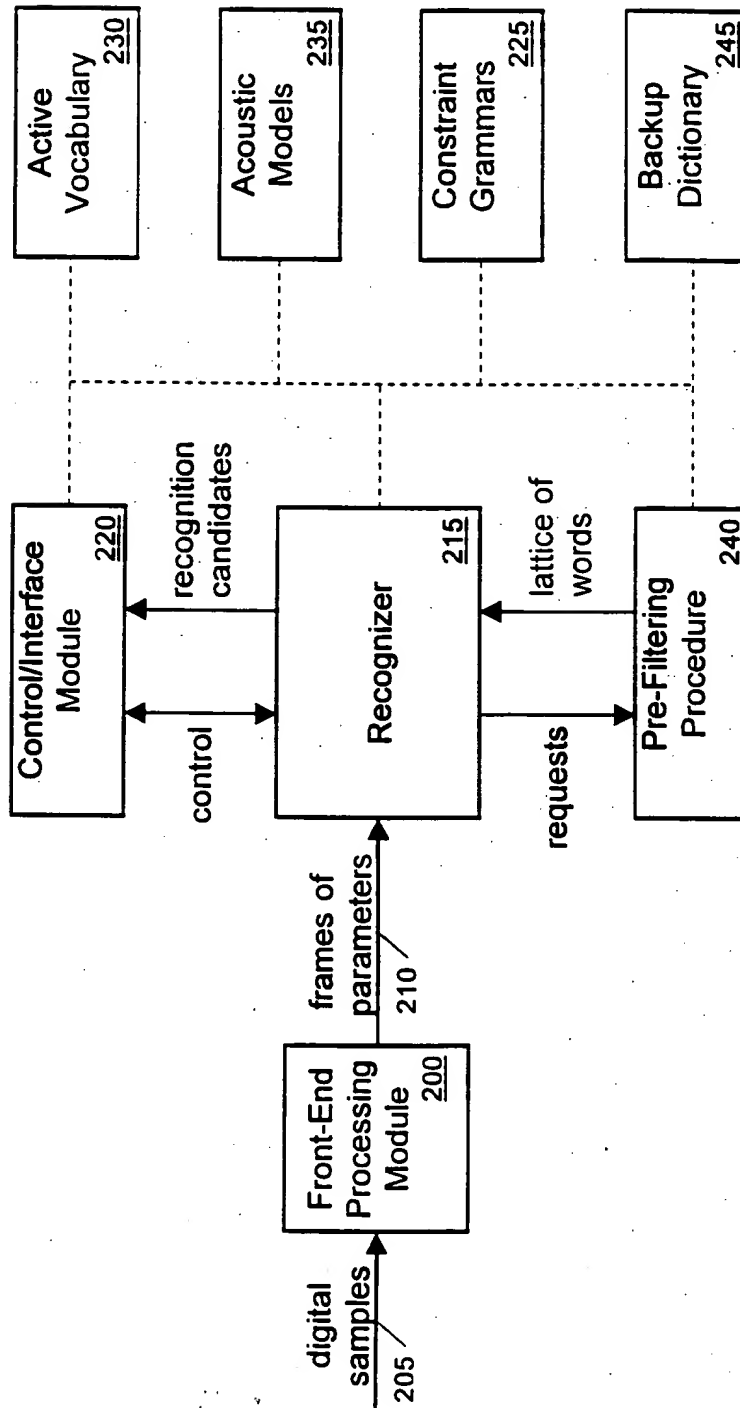 digital
samples
205
Front-End
Processing
Module
200
frames of
parameters
210
Control/Interface
Module
220
control
recognition
candidates
Recognizer
215
requests
lattice of
words
Pre-Filtering
Procedure
240
Active
Vocabulary
230
Acoustic
Models
235
Constraint
Grammars
225
Backup
Dictionary
245